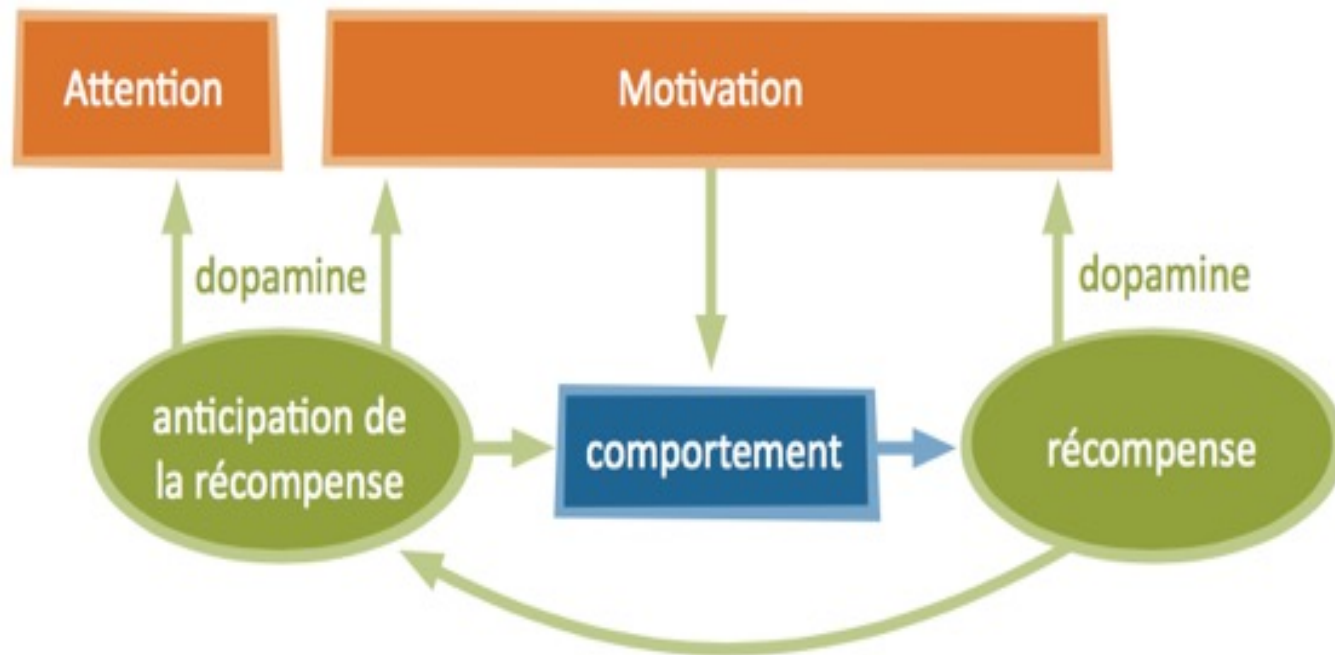 Attention
Motivation
dopamine
dopamine
anticipation de
la récompense
comportement
récompense